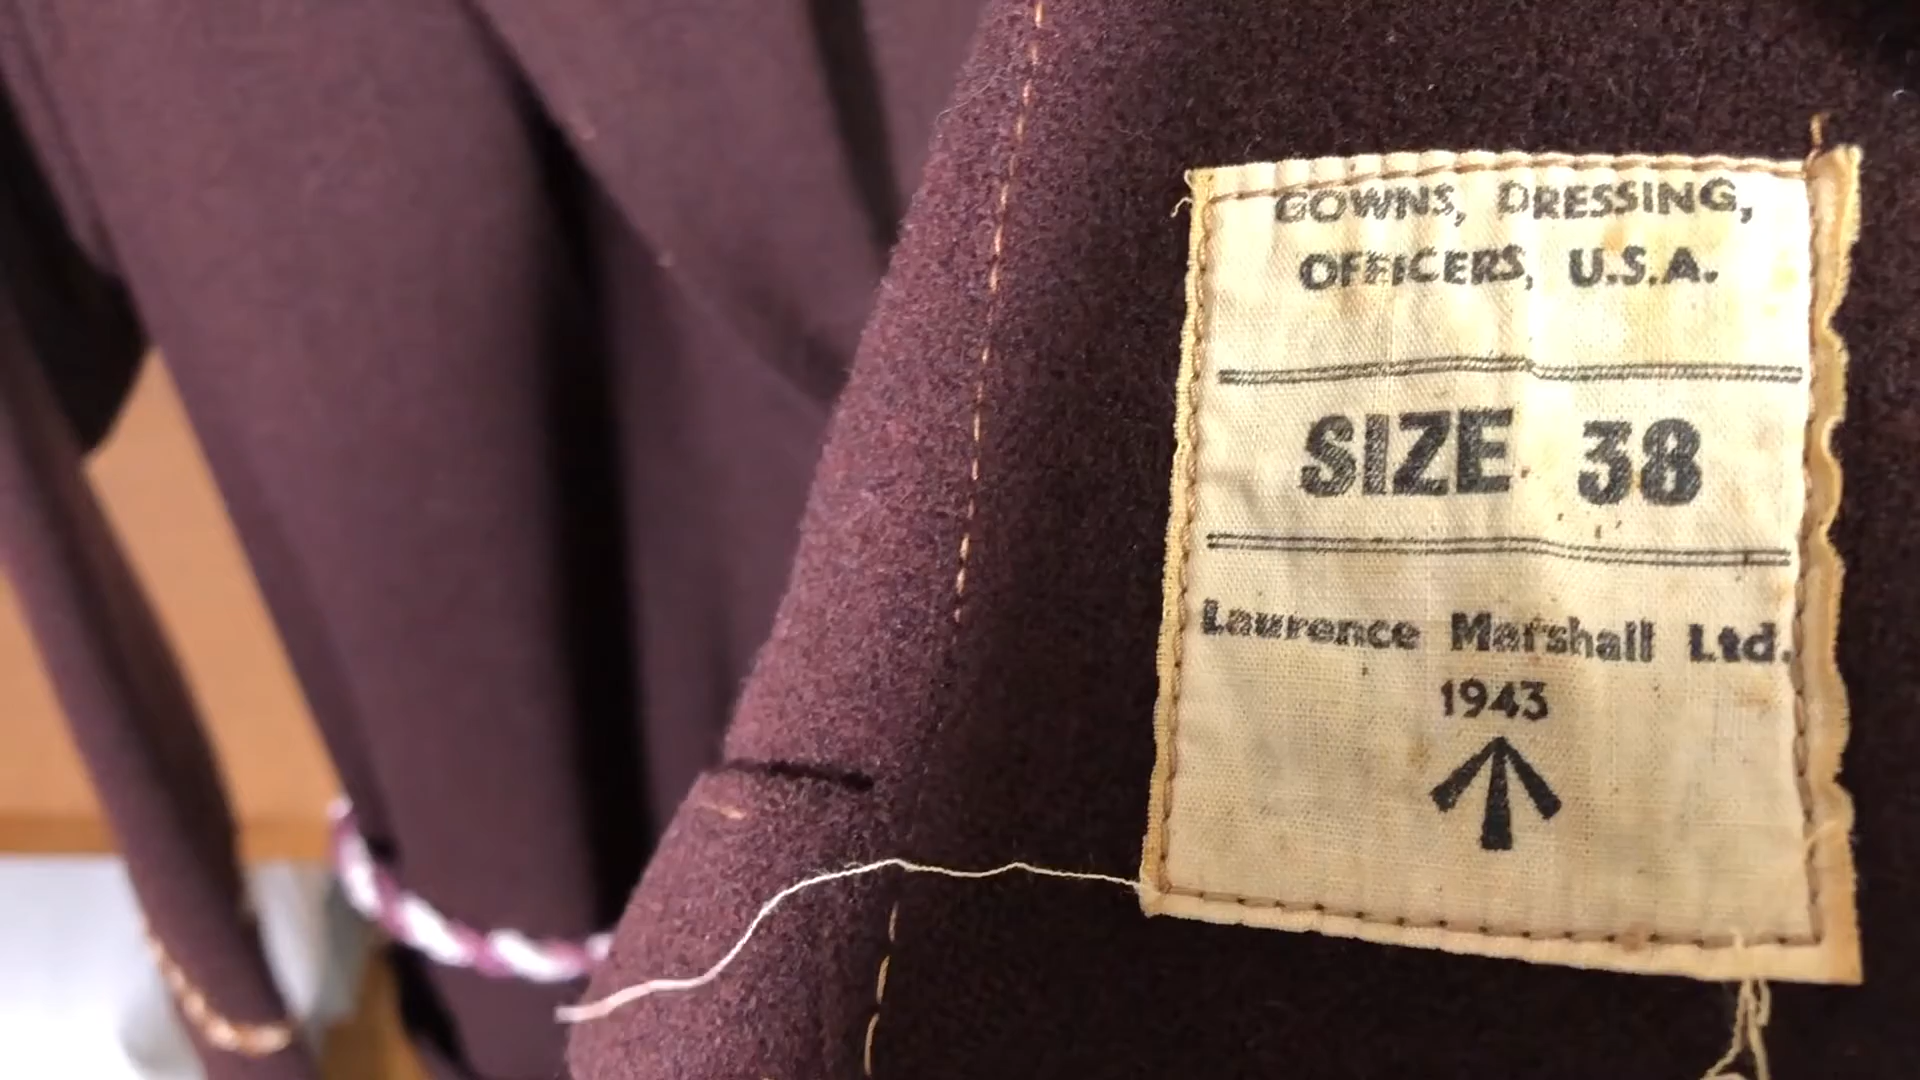 GOWNS, DRESSING,
OFFICERS, U.S.A.
SIZE 38
Laurence Marshall Ltd.
1943